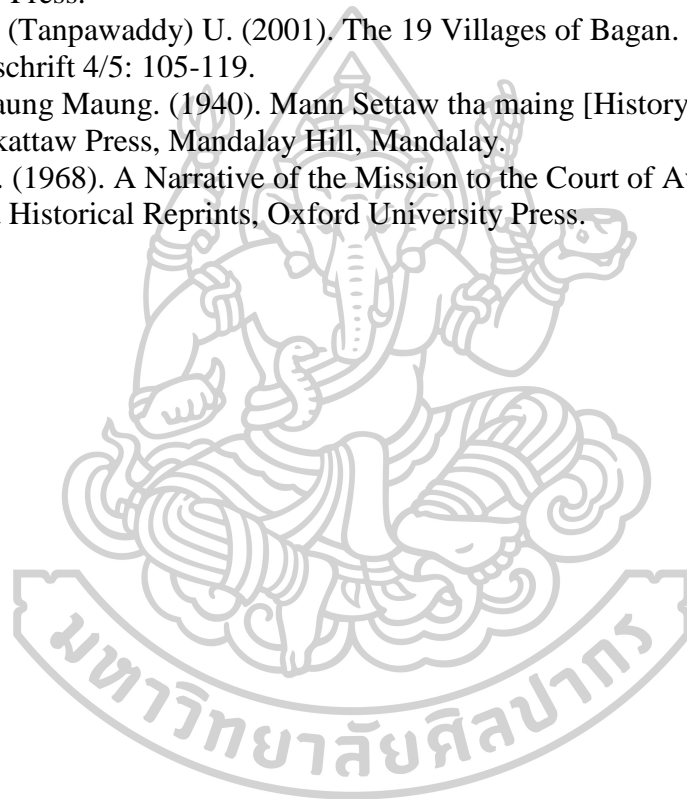 Press.
(Tanpawaddy) U. (2001). The 19 Villages of Bagan.
schrift 4/5: 105-119.
aung Maung. (1940). Mann Settaw tha maing [History
kattaw Press, Mandalay Hill, Mandalay.
. (1968). A Narrative of the Mission to the Court of Av
Historical Reprints, Oxford University Press.
มหาวิทยาลัยศิลปากร